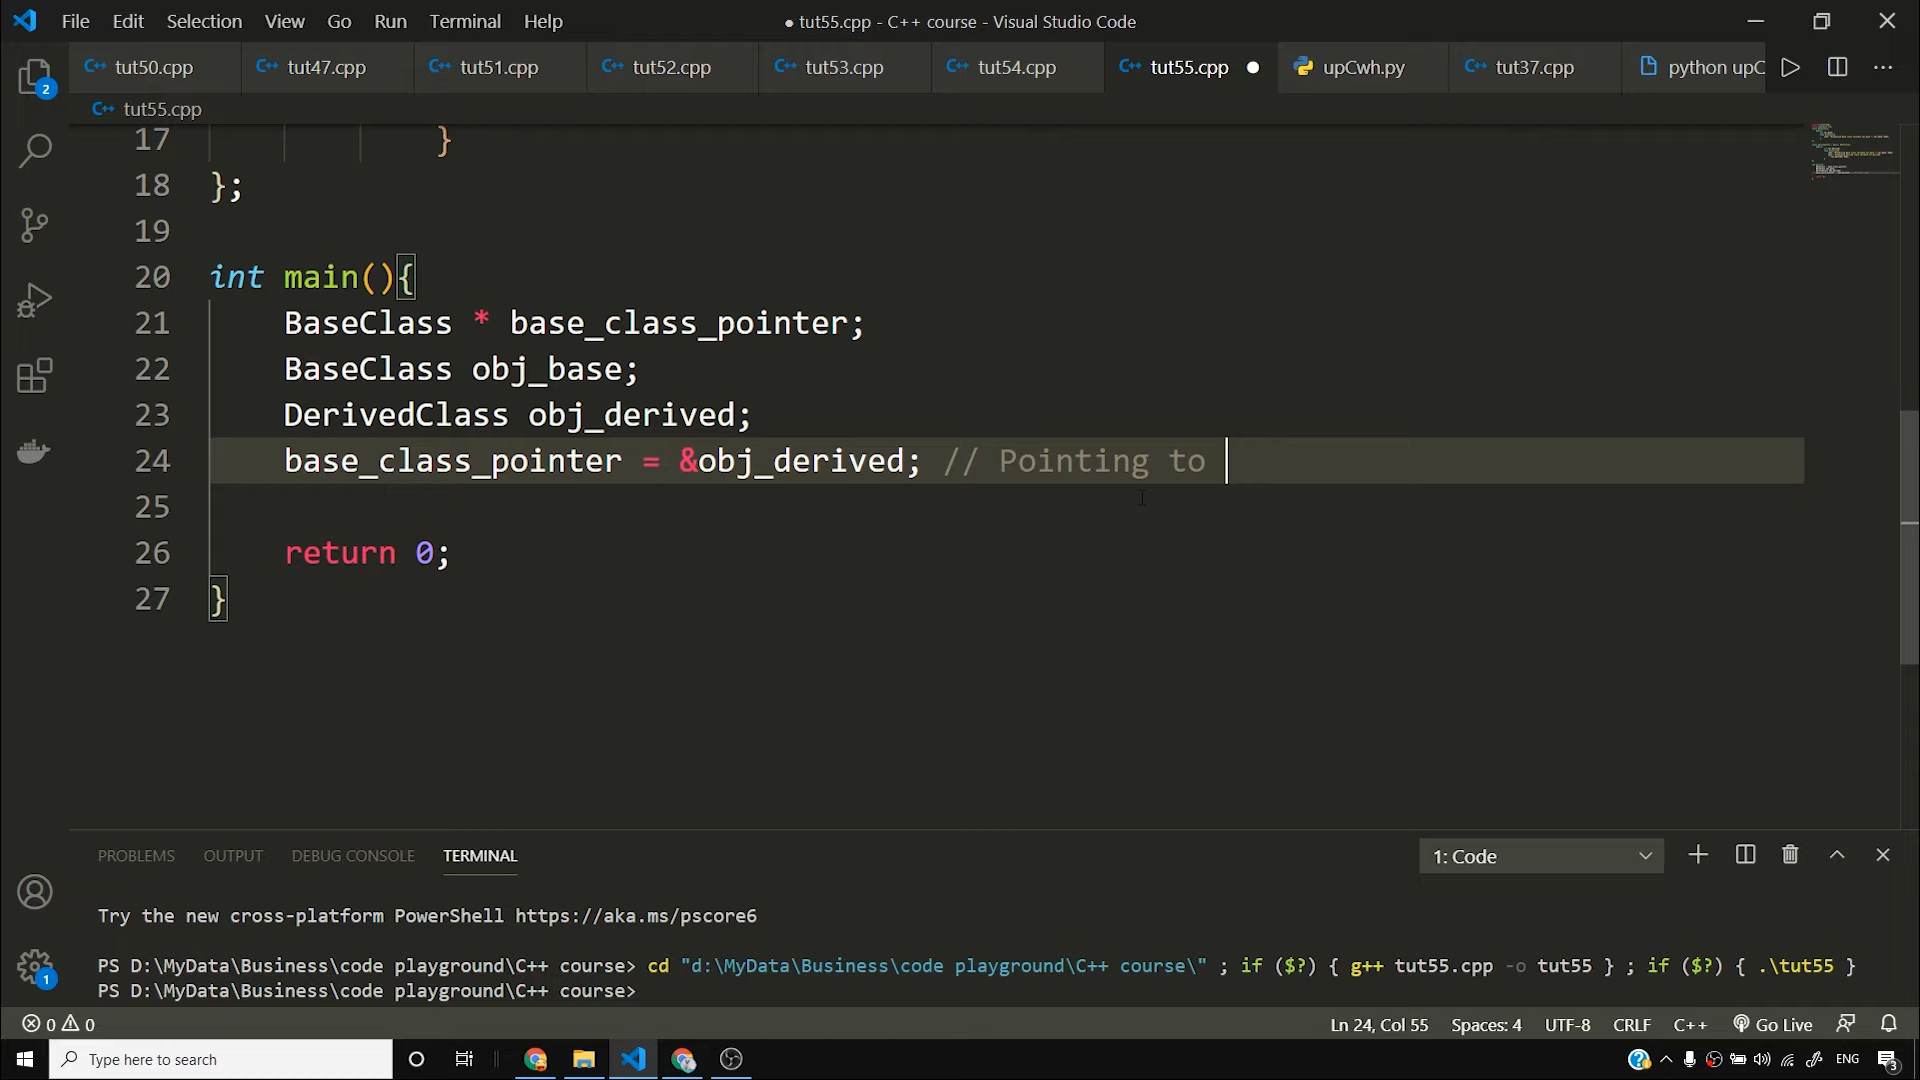 File Edit Selection View Go Run Terminal Help
● tut55.cpp - C++ course - Visual Studio Code
tut50.cpp
tut47.cpp
tut51.cpp
tut52.cpp
tut53.cpp
tut54.cpp
tut55.cpp
upCwh.py
tut37.cpp
python upC
tut55.cpp
17 }
18 };
19
20 int main(){
21 BaseClass * base_class_pointer;
22 BaseClass obj_base;
23 DerivedClass obj_derived;
24 base_class_pointer = &obj_derived; // Pointing to
25
26 return 0;
27 }
PROBLEMS OUTPUT DEBUG CONSOLE TERMINAL
1: Code
Try the new cross-platform PowerShell https://aka.ms/pscore6
PS D:\MyData\Business\code playground\C++ course> cd "d:\MyData\Business\code playground\C++ course\" ; if ($?) { g++ tut55.cpp -o tut55 } ; if ($?) { .\tut55 }
PS D:\MyData\Business\code playground\C++ course>
0 0
Ln 24, Col 55 Spaces: 4 UTF-8 CRLF C++ Go Live
Type here to search
ENG
2
1
3